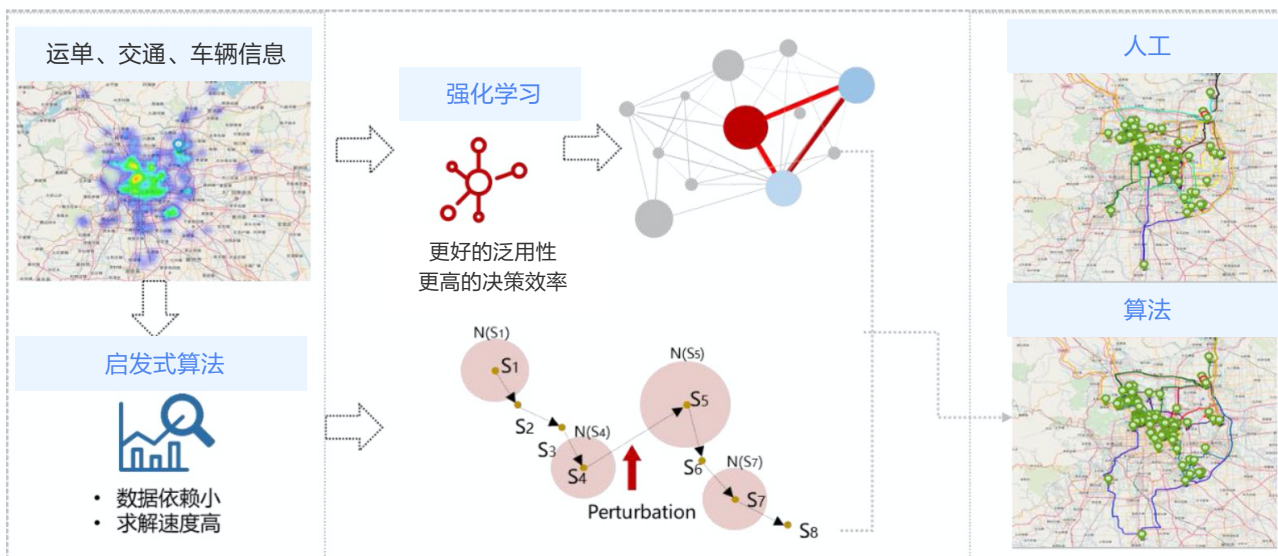 运单、交通、车辆信息
启发式算法
• 数据依赖小
• 求解速度高
强化学习
更好的泛用性
更高的决策效率
N(S1)
S1
S2
S3
N(S4)
S4
Perturbation
N(S5)
S5
S6
N(S7)
S7
S8
人工
算法